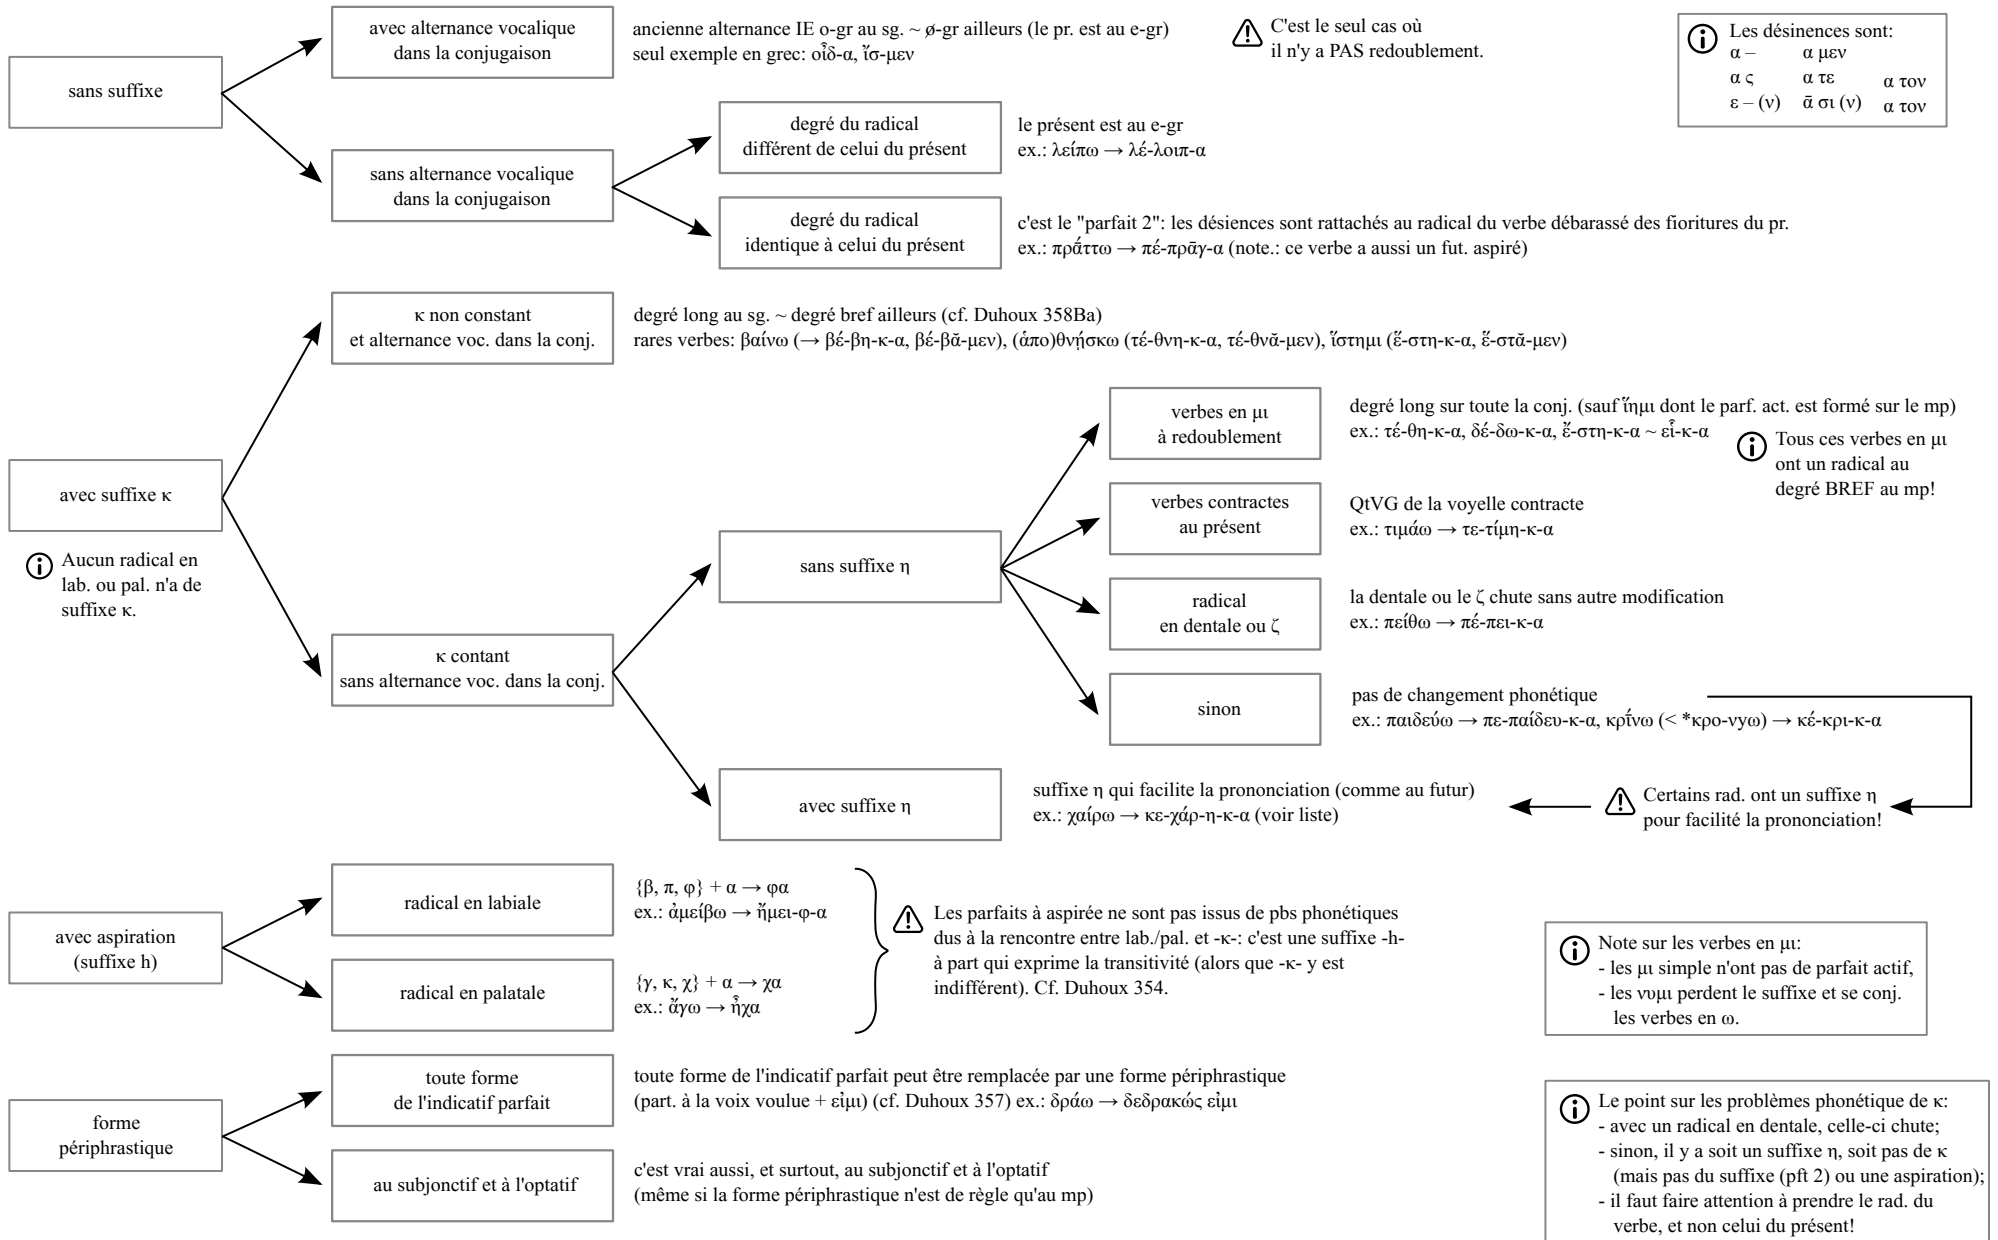 sans suffixe
avec alternance vocalique
dans la conjugaison
ancienne alternance IE o-gr au sg. ~ ø-gr ailleurs (le pr. est au e-gr)
seul exemple en grec: οἶδ-α, ἴσ-μεν
C'est le seul cas où
il n'y a PAS redoublement.
Les désinences sont:
α – α μεν
α ς α τε α τον
ε – (ν) ᾱ σι (ν) α τον
sans alternance vocalique
dans la conjugaison
degré du radical
différent de celui du présent
le présent est au e-gr
ex.: λείπω → λέ-λοιπ-α
degré du radical
identique à celui du présent
c'est le "parfait 2": les désiences sont rattachés au radical du verbe débarassé des fioritures du pr.
ex.: πρᾱ́ττω → πέ-πρᾱγ-α (note.: ce verbe a aussi un fut. aspiré)
avec suffixe κ
Aucun radical en
lab. ou pal. n'a de
suffixe κ.
κ non constant
et alternance voc. dans la conj.
degré long au sg. ~ degré bref ailleurs (cf. Duhoux 358Ba)
rares verbes: βαίνω (→ βέ-βη-κ-α, βέ-βᾰ-μεν), (ἁπο)θνῄσκω (τέ-θνη-κ-α, τέ-θνᾰ-μεν), ἵστημι (ἕ-στη-κ-α, ἕ-στᾰ-μεν)
κ contant
sans alternance voc. dans la conj.
sans suffixe η
verbes en μι
à redoublement
degré long sur toute la conj. (sauf ἵημι dont le parf. act. est formé sur le mp)
ex.: τέ-θη-κ-α, δέ-δω-κ-α, ἔ-στη-κ-α ~ εἶ-κ-α
Tous ces verbes en μι
ont un radical au
degré BREF au mp!
verbes contractes
au présent
QtVG de la voyelle contracte
ex.: τιμάω → τε-τίμη-κ-α
radical
en dentale ou ζ
la dentale ou le ζ chute sans autre modification
ex.: πείθω → πέ-πει-κ-α
sinon
pas de changement phonétique
ex.: παιδεύω → πε-παίδευ-κ-α, κρῑ́νω (< *κρο-νyω) → κέ-κρι-κ-α
avec suffixe η
suffixe η qui facilite la prononciation (comme au futur)
ex.: χαίρω → κε-χάρ-η-κ-α (voir liste)
Certains rad. ont un suffixe η
pour facilité la prononciation!
avec aspiration
(suffixe h)
radical en labiale
{β, π, φ} + α → φα
ex.: ἀμείβω → ἤμει-φ-α
radical en palatale
{γ, κ, χ} + α → χα
ex.: ἄγω → ἦχα
Les parfaits à aspirée ne sont pas issus de pbs phonétiques
dus à la rencontre entre lab./pal. et -κ-: c'est une suffixe -h-
à part qui exprime la transitivité (alors que -κ- y est
indifférent). Cf. Duhoux 354.
Note sur les verbes en μι:
- les μι simple n'ont pas de parfait actif,
- les νυμι perdent le suffixe et se conj.
les verbes en ω.
forme
périphrastique
toute forme
de l'indicatif parfait
toute forme de l'indicatif parfait peut être remplacée par une forme périphrastique
(part. à la voix voulue + εἰμι) (cf. Duhoux 357) ex.: δράω → δεδρακώς εἰμι
au subjonctif et à l'optatif
c'est vrai aussi, et surtout, au subjonctif et à l'optatif
(même si la forme périphrastique n'est de règle qu'au mp)
Le point sur les problèmes phonétique de κ:
- avec un radical en dentale, celle-ci chute;
- sinon, il y a soit un suffixe η, soit pas de κ
(mais pas du suffixe (pft 2) ou une aspiration);
- il faut faire attention à prendre le rad. du
verbe, et non celui du présent!